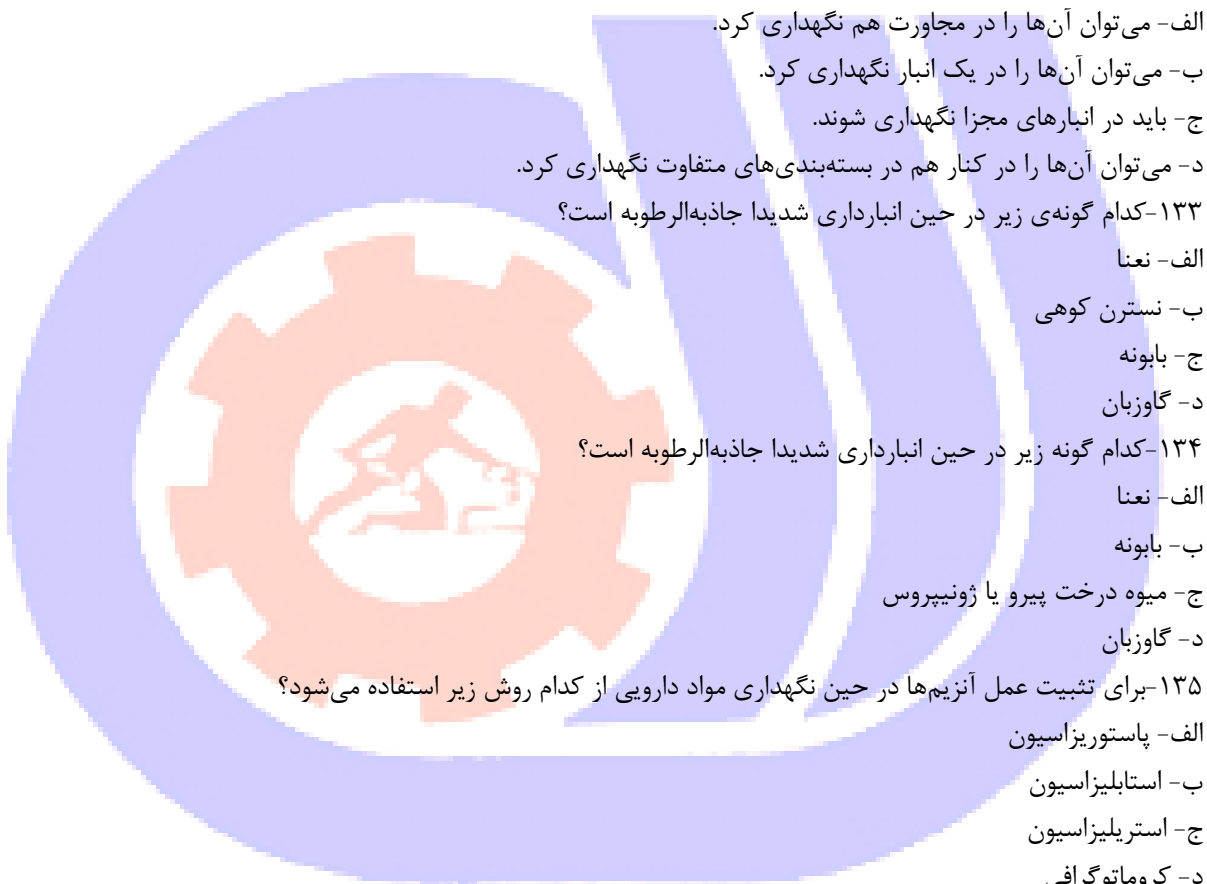 الف- می‌توان آن‌ها را در مجاورت هم نگهداری کرد.
ب- می‌توان آن‌ها را در یک انبار نگهداری کرد.
ج- باید در انبارهای مجزا نگهداری شوند.
د- می‌توان آن‌ها را در کنار هم در بسته‌بندی‌های متفاوت نگهداری کرد.
۱۳۳-کدام گونه‌ی زیر در حین انبارداری شدیدا جاذبه‌الرطوبه است؟
الف- نعنا
ب- نسترن کوهی
ج- بابونه
د- گاوزبان
۱۳۴-کدام گونه زیر در حین انبارداری شدیدا جاذبه‌الرطوبه است؟
الف- نعنا
ب- بابونه
ج- میوه درخت پیرو یا ژونیپروس
د- گاوزبان
۱۳۵-برای تثبیت عمل آنزیم‌ها در حین نگهداری مواد دارویی از کدام روش زیر استفاده می‌شود؟
الف- پاستوریزاسیون
ب- استابلیزاسیون
ج- استریلیزاسیون
د- کروماتوگرافی